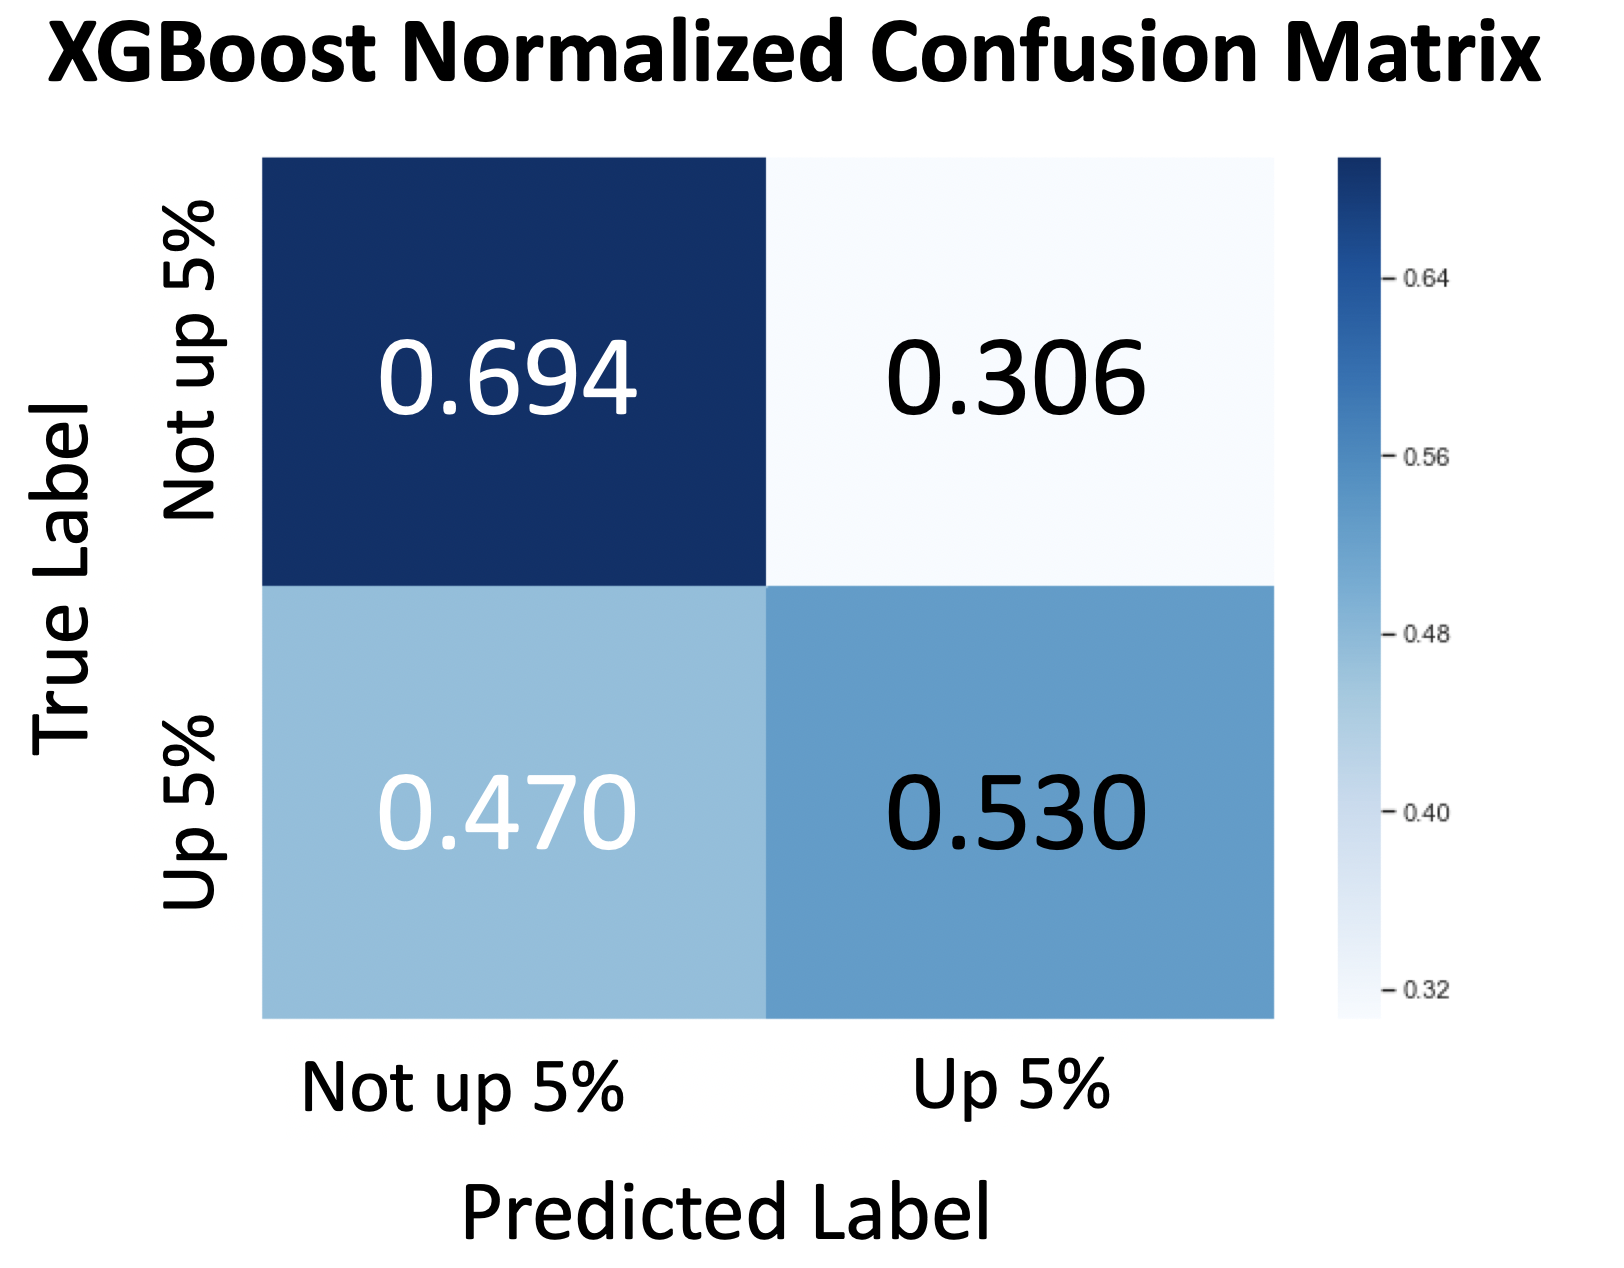 XGBoost Normalized Confusion Matrix
True Label
Not up 5%
Up 5%
0.694
0.306
0.470
0.530
0.64
0.56
0.48
0.40
0.32
Not up 5%
Up 5%
Predicted Label